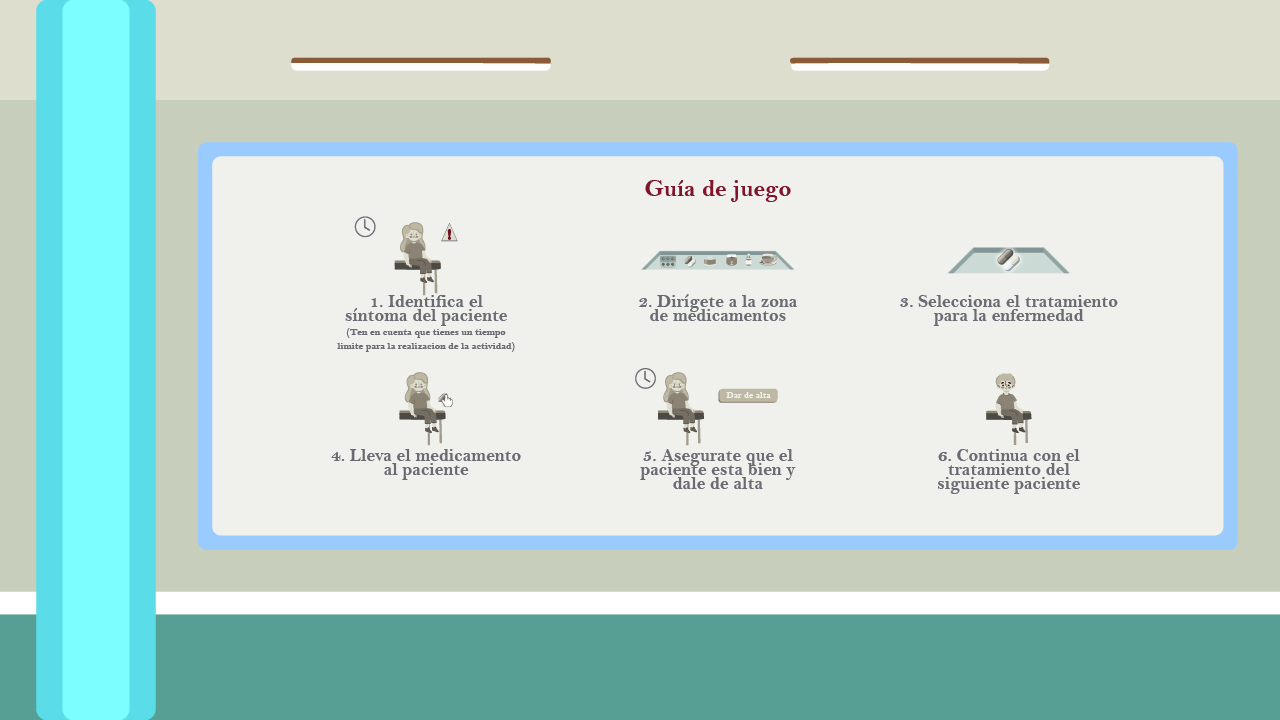 Guía de juego
1. Identifica el
síntoma del paciente
(Ten en cuenta que tienes un tiempo
limite para la realizacion de la actividad)
2. Dirígete a la zona
de medicamentos
3. Selecciona el tratamiento
para la enfermedad
4. Lleva el medicamento
al paciente
Dar de alta
5. Asegurate que el
paciente esta bien y
dale de alta
6. Continua con el
tratamiento del
siguiente paciente